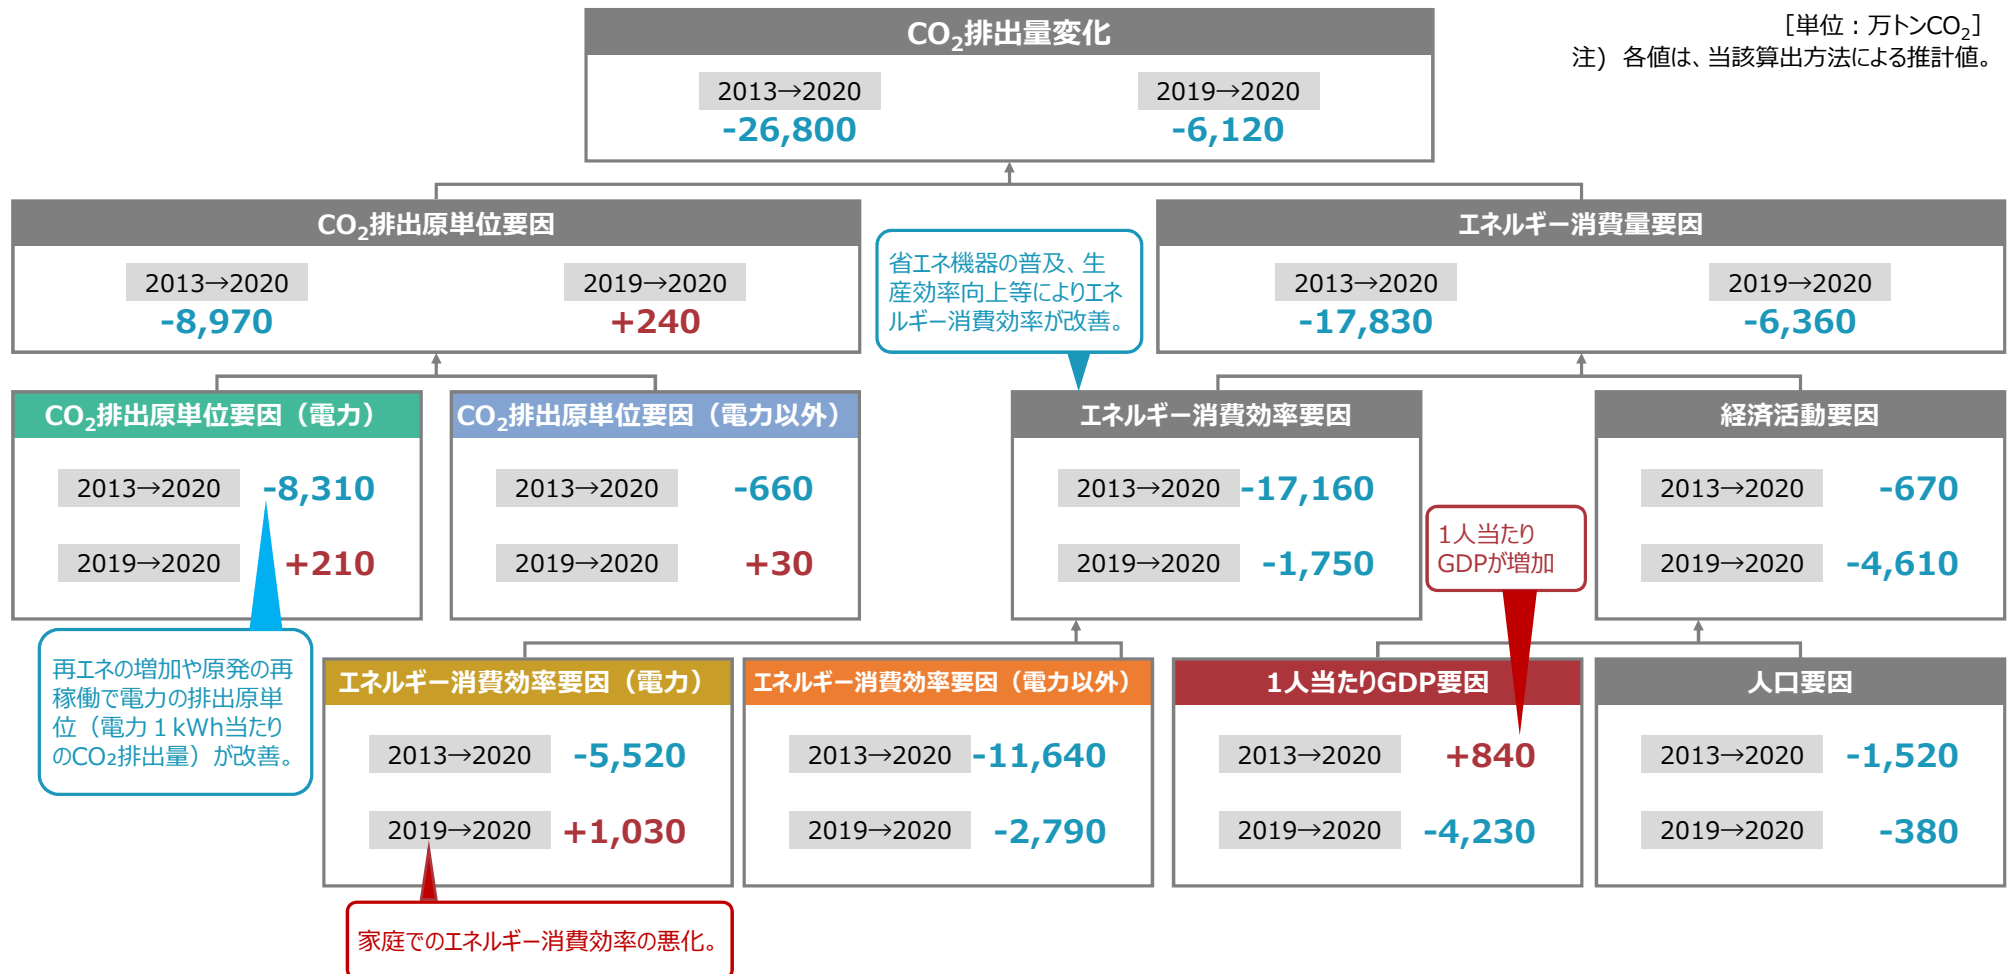 CO₂排出量変化
[単位:万トンCO₂]
注) 各値は、当該算出方法による推計値。
2013→2020
2019→2020
-26,800
-6,120
CO₂排出原単位要因
2013→2020
2019→2020
-8,970
+240
省エネ機器の普及、生
産効率向上等によりエネ
ルギー消費効率が改善。
エネルギー消費量要因
2013→2020
2019→2020
-17,830
-6,360
CO₂排出原単位要因(電力)
2013→2020 -8,310
2019→2020 +210
CO₂排出原単位要因(電力以外)
2013→2020 -660
2019→2020 +30
エネルギー消費効率要因
2013→2020 -17,160
2019→2020 -1,750
1人当たり
GDPが増加
経済活動要因
2013→2020 -670
2019→2020 -4,610
再エネの増加や原発の再
稼働で電力の排出原単
位(電力1kWh当たり
のCO₂排出量)が改善。
エネルギー消費効率要因(電力)
2013→2020 -5,520
2019→2020 +1,030
家庭でのエネルギー消費効率の悪化。
エネルギー消費効率要因(電力以外)
2013→2020 -11,640
2019→2020 -2,790
1人当たりGDP要因
2013→2020 +840
2019→2020 -4,230
人口要因
2013→2020 -1,520
2019→2020 -380